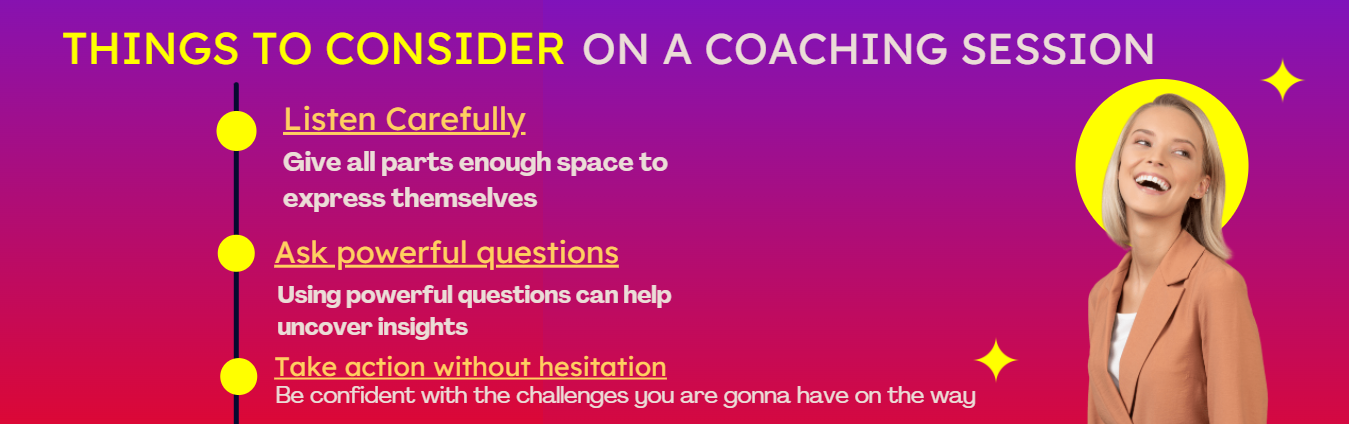 THINGS TO CONSIDER ON A COACHING SESSION
Listen Carefully
Give all parts enough space to
express themselves
Ask powerful questions
Using powerful questions can help
uncover insights
Take action without hesitation
Be confident with the challenges you are gonna have on the way